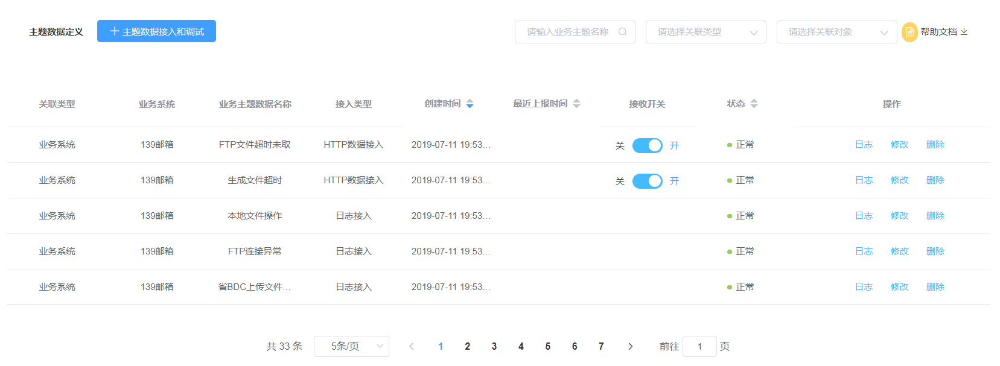 主题数据定义 主题数据接入和调试 请输入业务主题名称 请选择关联类型 请选择关联对象 帮助文档
关联类型 业务系统 业务主题数据名称 接入类型 创建时间 最近上报时间 接收开关 状态 操作
业务系统 139邮箱 FTP文件超时未取 HTTP数据接入 2019-07-11 19:53... 关 开 正常 日志 修改 删除
业务系统 139邮箱 生成文件超时 HTTP数据接入 2019-07-11 19:53... 关 开 正常 日志 修改 删除
业务系统 139邮箱 本地文件操作 日志接入 2019-07-11 19:53... 正常 日志 修改 删除
业务系统 139邮箱 FTP连接异常 日志接入 2019-07-11 19:53... 正常 日志 修改 删除
业务系统 139邮箱 省BDC上传文件... 日志接入 2019-07-11 19:53... 正常 日志 修改 删除
共 33 条 5条/页 1 2 3 4 5 6 7 前往 1 页